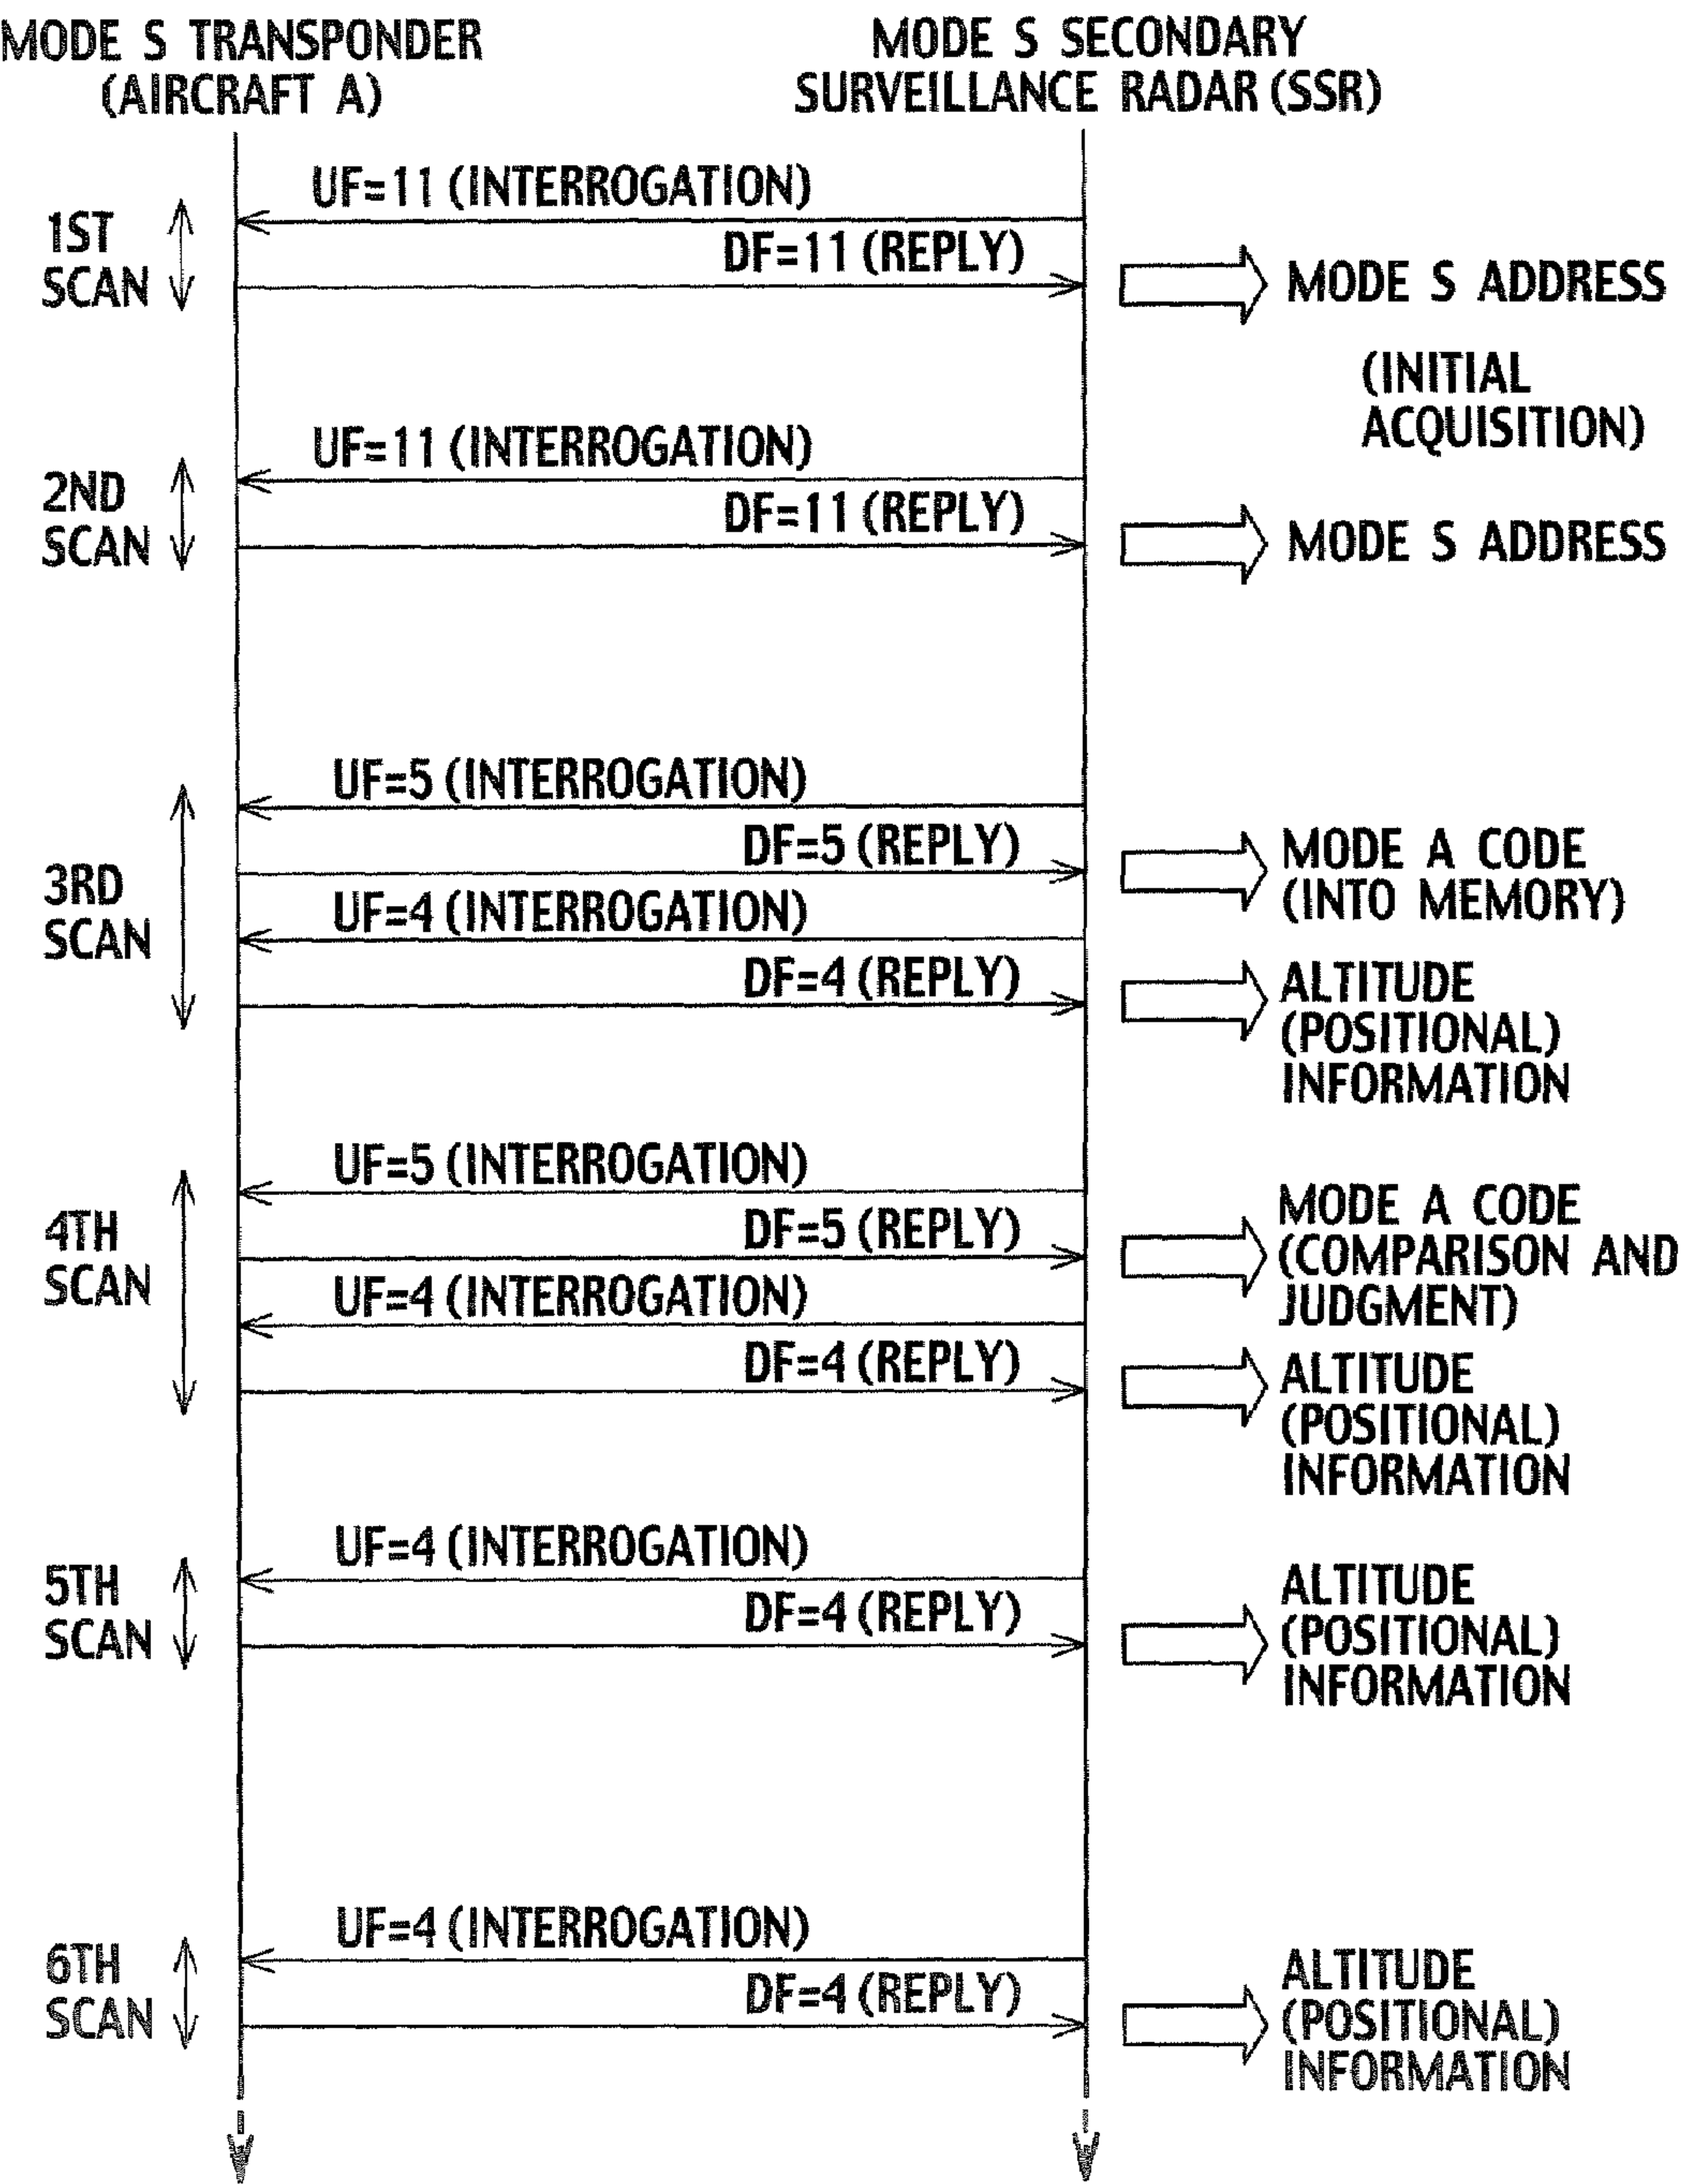 MODE S TRANSPONDER
(AIRCRAFT A)
MODE S SECONDARY
SURVEILLANCE RADAR (SSR)
1ST
SCAN
UF=11 (INTERROGATION)
DF=11 (REPLY)
MODE S ADDRESS
(INITIAL
ACQUISITION)
2ND
SCAN
UF=11 (INTERROGATION)
DF=11 (REPLY)
MODE S ADDRESS
3RD
SCAN
UF=5 (INTERROGATION)
DF=5 (REPLY)
MODE A CODE
(INTO MEMORY)
UF=4 (INTERROGATION)
DF=4 (REPLY)
ALTITUDE
(POSITIONAL)
INFORMATION
4TH
SCAN
UF=5 (INTERROGATION)
DF=5 (REPLY)
MODE A CODE
(COMPARISON AND
JUDGMENT)
UF=4 (INTERROGATION)
DF=4 (REPLY)
ALTITUDE
(POSITIONAL)
INFORMATION
5TH
SCAN
UF=4 (INTERROGATION)
DF=4 (REPLY)
ALTITUDE
(POSITIONAL)
INFORMATION
6TH
SCAN
UF=4 (INTERROGATION)
DF=4 (REPLY)
ALTITUDE
(POSITIONAL)
INFORMATION